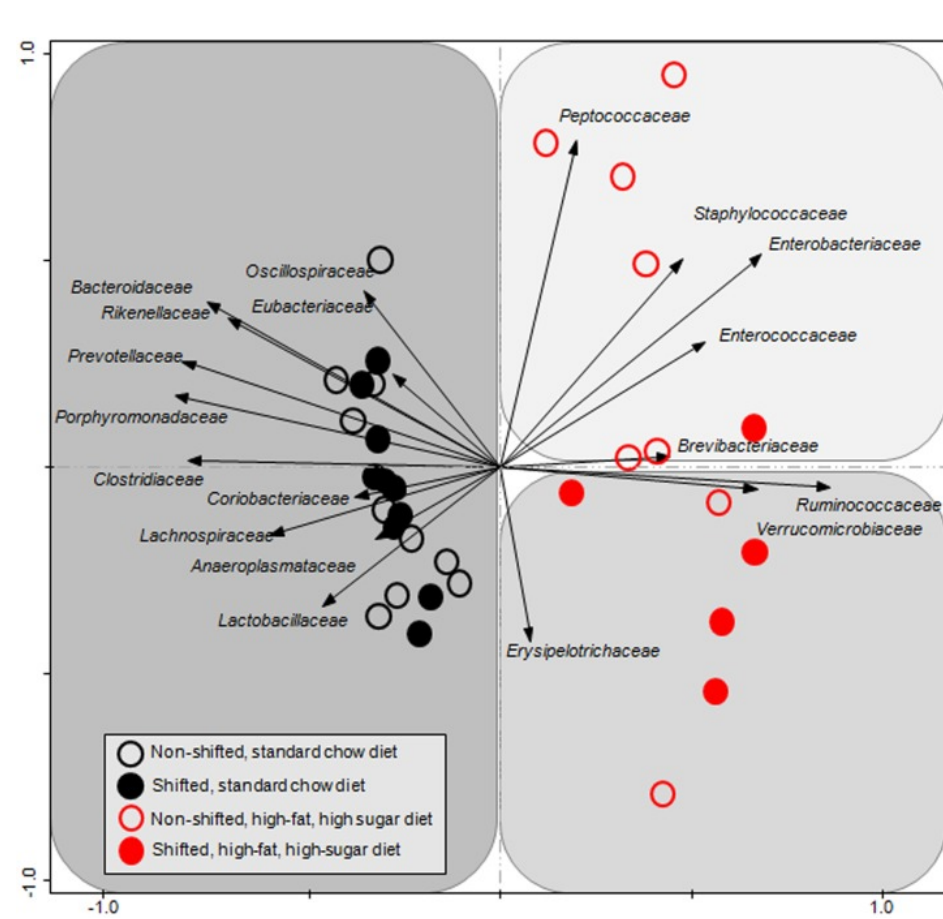 1.0
Peptococcaceae
Staphylococcaceae
Enterobacteriaceae
Oscillospiraceae
Bacteroidaceae
Eubacteriaceae
Rikenellaceae
Enterococcaceae
Prevotellaceae
Porphyromonadaceae
Brevibacteriaceae
Clostridiaceae
Coriobacteriaceae
Ruminococcaceae
Verrucomicrobiaceae
Lachnospiraceae
Anaeroplasmataceae
Lactobacillaceae
Erysipelotrichaceae
Non-shifted, standard chow diet
Shifted, standard chow diet
Non-shifted, high-fat, high sugar diet
Shifted, high-fat, high-sugar diet
-1.0
-1.0
1.0